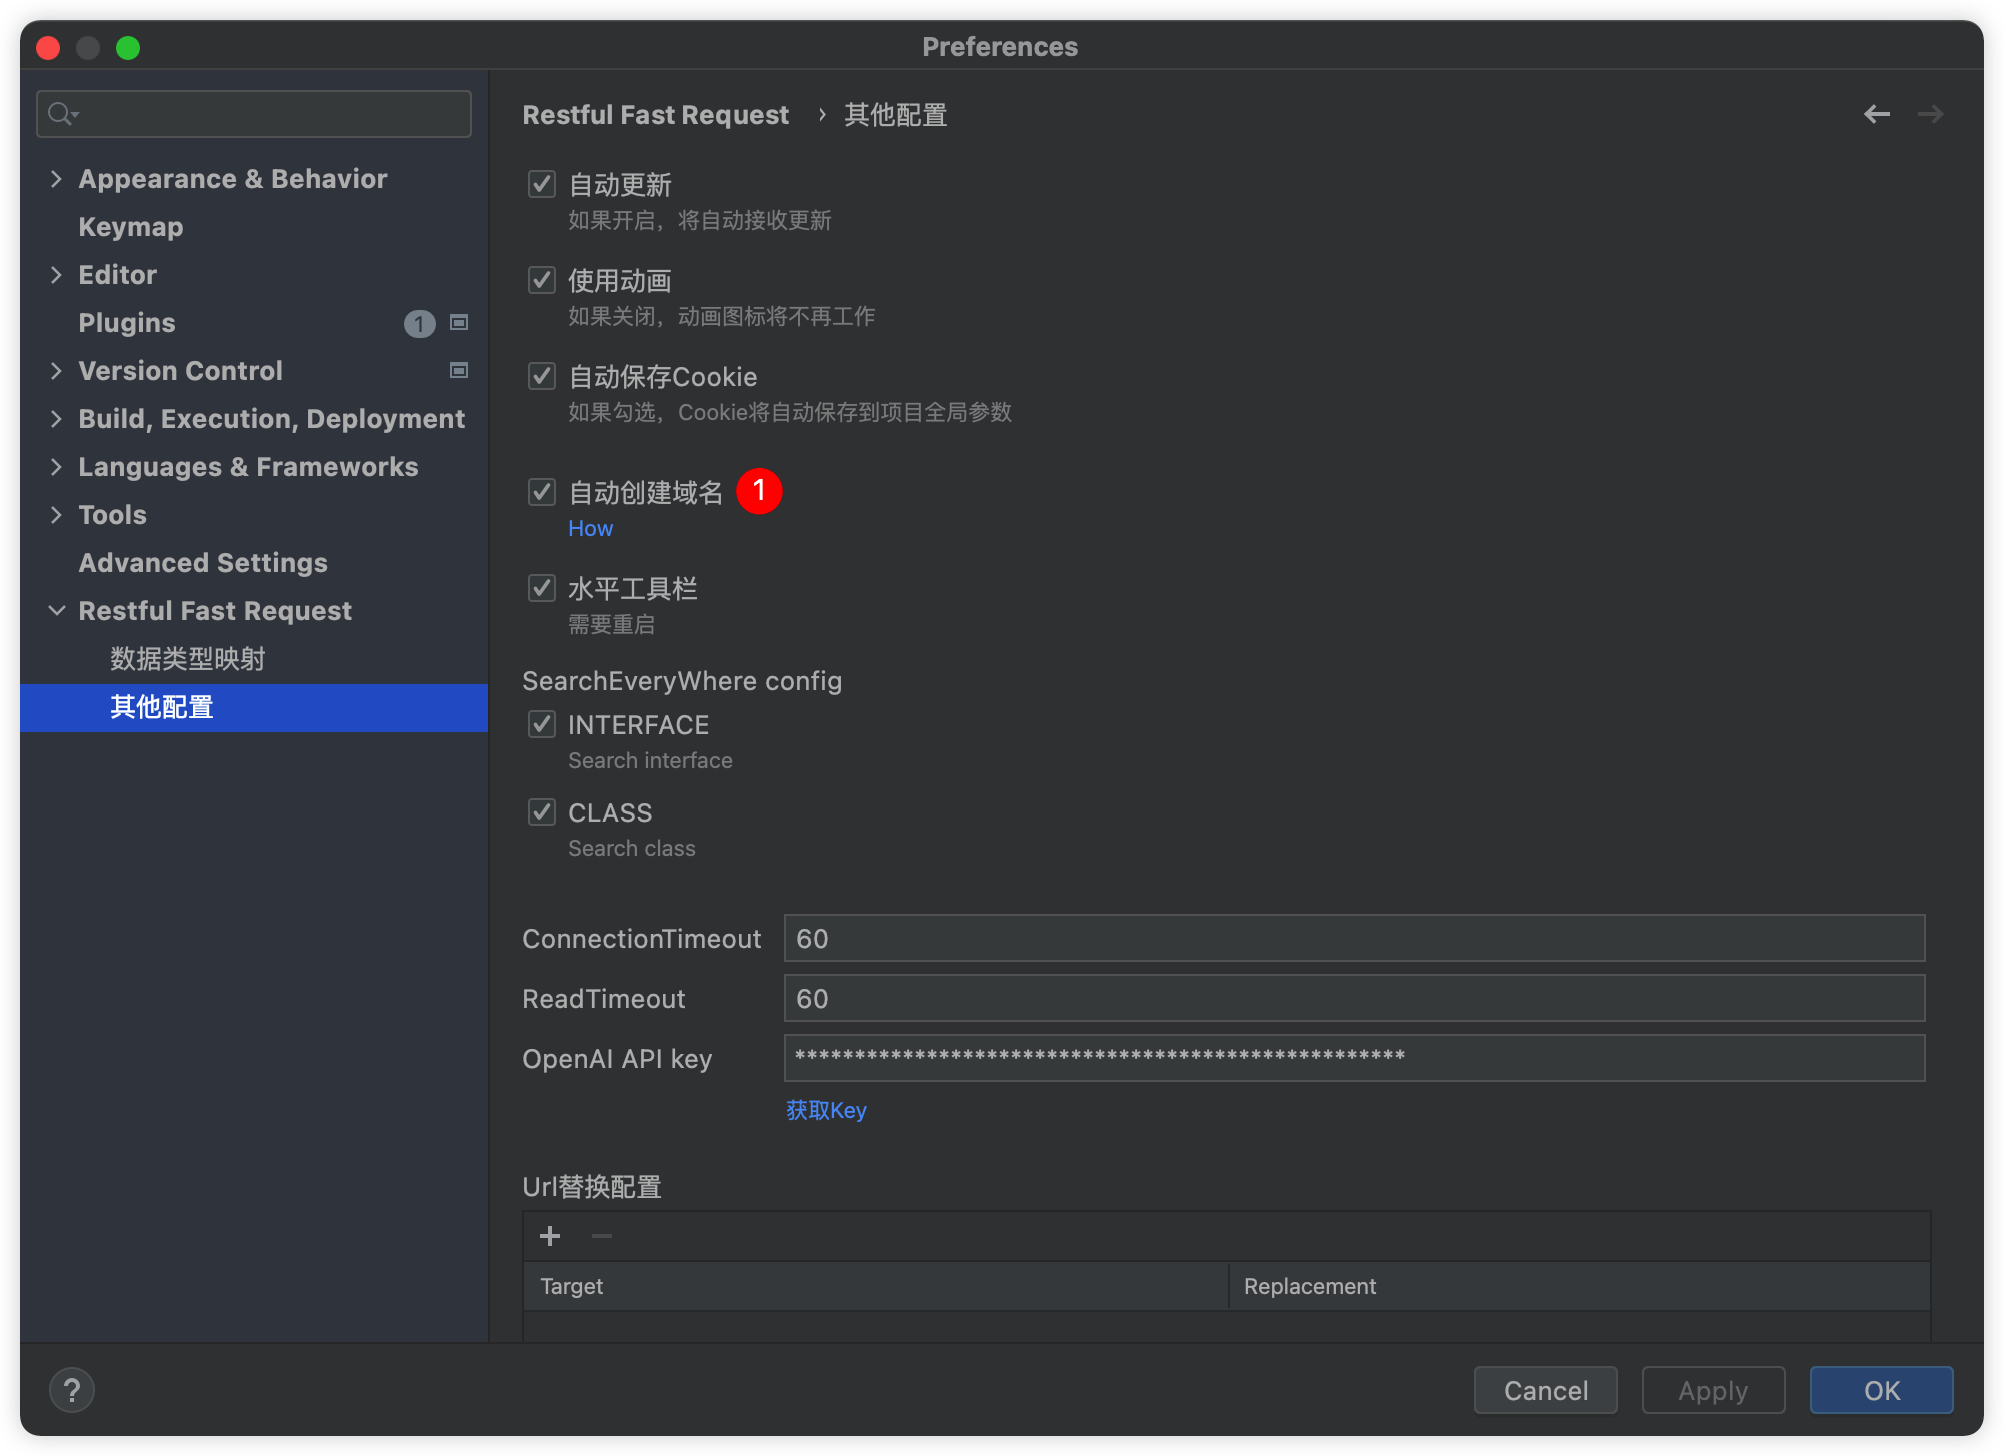 Preferences
Appearance & Behavior
Keymap
Editor
Plugins 1
Version Control
Build, Execution, Deployment
Languages & Frameworks
Tools
Advanced Settings
Restful Fast Request
数据类型映射
其他配置
Restful Fast Request › 其他配置
自动更新
如果开启，将自动接收更新
使用动画
如果关闭，动画图标将不再工作
自动保存Cookie
如果勾选，Cookie将自动保存到项目全局参数
自动创建域名 1
How
水平工具栏
需要重启
SearchEveryWhere config
INTERFACE
Search interface
CLASS
Search class
ConnectionTimeout 60
ReadTimeout 60
OpenAI API key ***************************************************
获取Key
Url替换配置
Target Replacement
? Cancel Apply OK